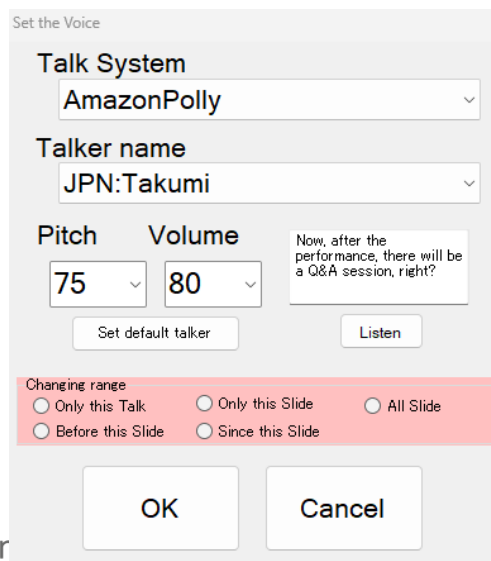 Set the Voice
Talk System
AmazonPolly
Talker name
JPN:Takumi
Pitch
Volume
75
80
Now, after the
performance, there will be
a Q&A session, right?
Set default talker
Listen
Changing range
Only this Talk
Only this Slide
All Slide
Before this Slide
Since this Slide
OK
Cancel
r